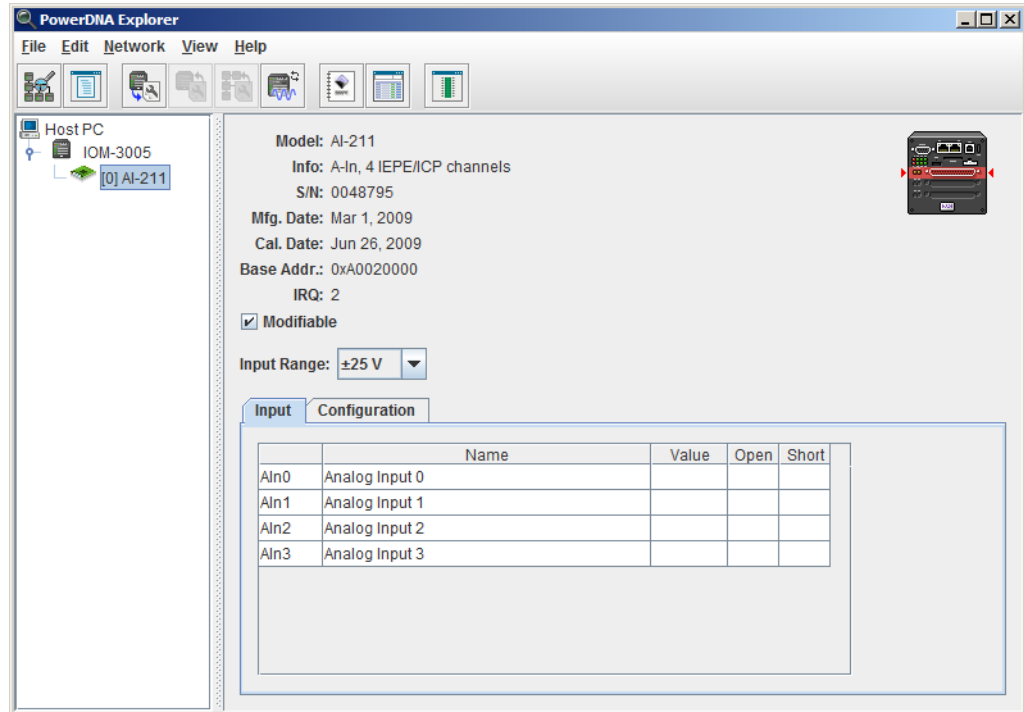 PowerDNA Explorer
File Edit Network View Help
Host PC
IOM-3005
[0] AI-211
Model: AI-211
Info: A-In, 4 IEPE/ICP channels
S/N: 0048795
Mfg. Date: Mar 1, 2009
Cal. Date: Jun 26, 2009
Base Addr.: 0xA0020000
IRQ: 2
Modifiable
Input Range: ±25 V
Input Configuration
Name Value Open Short
AIn0 Analog Input 0
AIn1 Analog Input 1
AIn2 Analog Input 2
AIn3 Analog Input 3